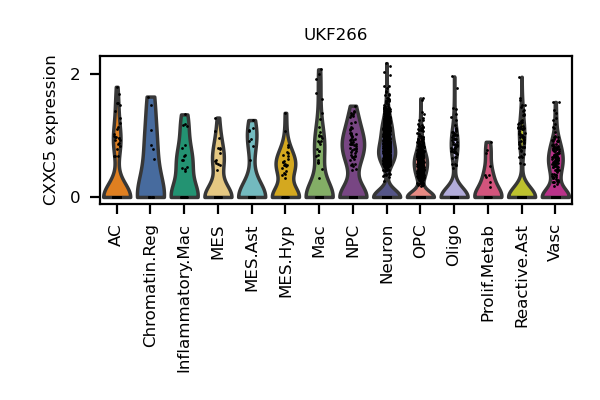 UKF266
CXXC5 expression
2
0
AC
Chromatin.Reg
Inflammatory.Mac
MES
MES.Ast
MES.Hyp
Mac
NPC
Neuron
OPC
Oligo
Prolif.Metab
Reactive.Ast
Vasc